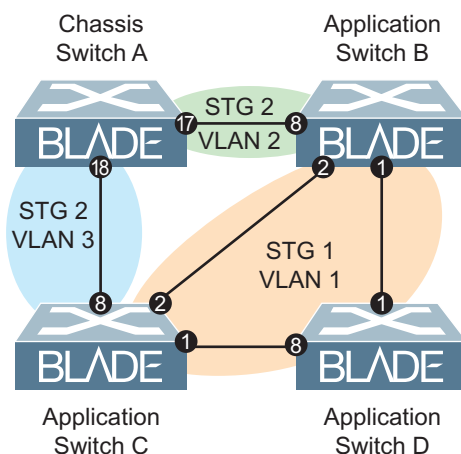 Chassis
Switch A
Application
Switch B
STG 2
17
8
VLAN 2
BLADE
BLADE
18
2
1
STG 2
VLAN 3
STG 1
VLAN 1
8
2
1
1
8
BLADE
BLADE
Application
Switch C
Application
Switch D